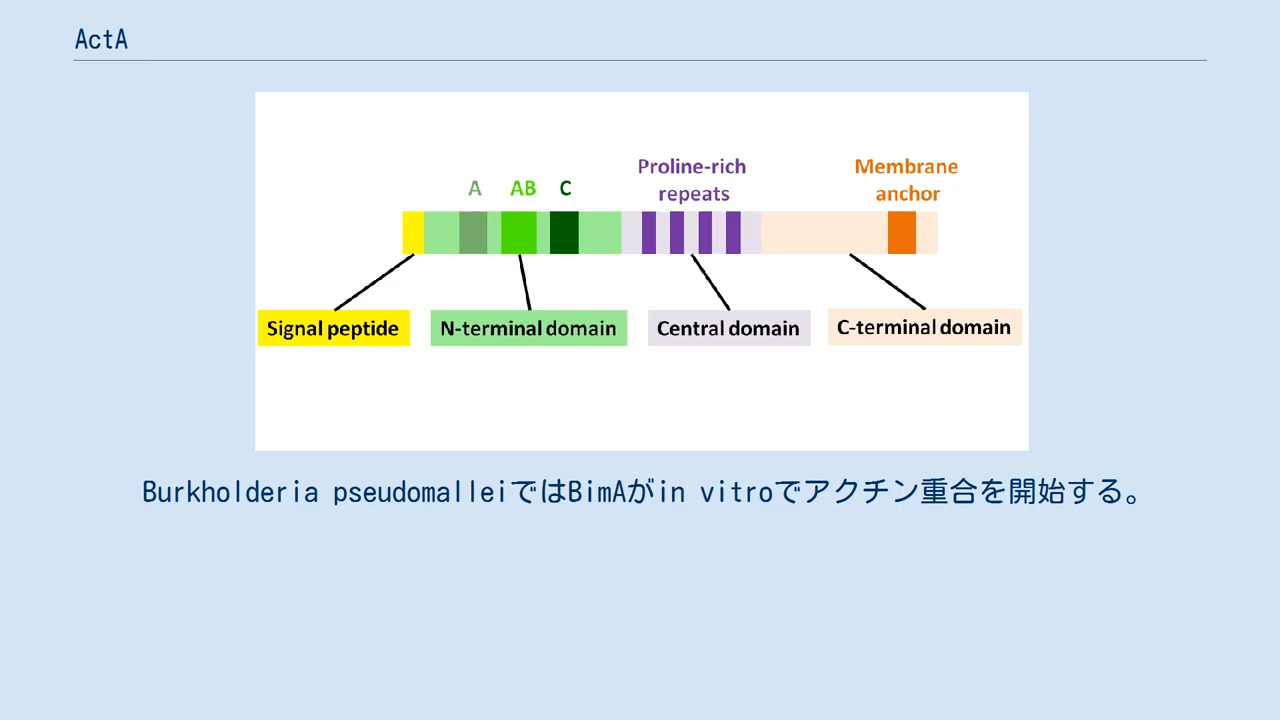 ActA
Proline-rich
repeats
Membrane
anchor
A AB C
Signal peptide
N-terminal domain
Central domain
C-terminal domain
Burkholderia pseudomalleiではBimAがin vitroでアクチン重合を開始する。